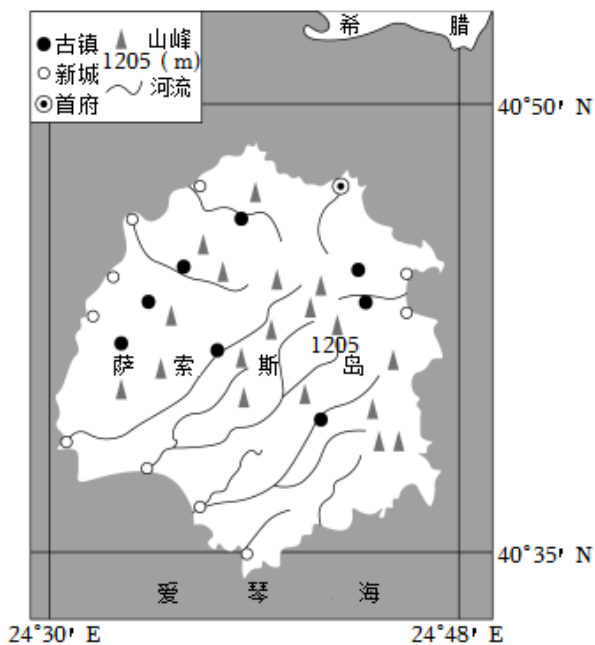 希 腊
古镇 山峰
1205 (m)
新城
河流
首府
40°50′ N
1205
萨 索 斯 岛
40°35′ N
爱 琴 海
24°30′ E 24°48′ E